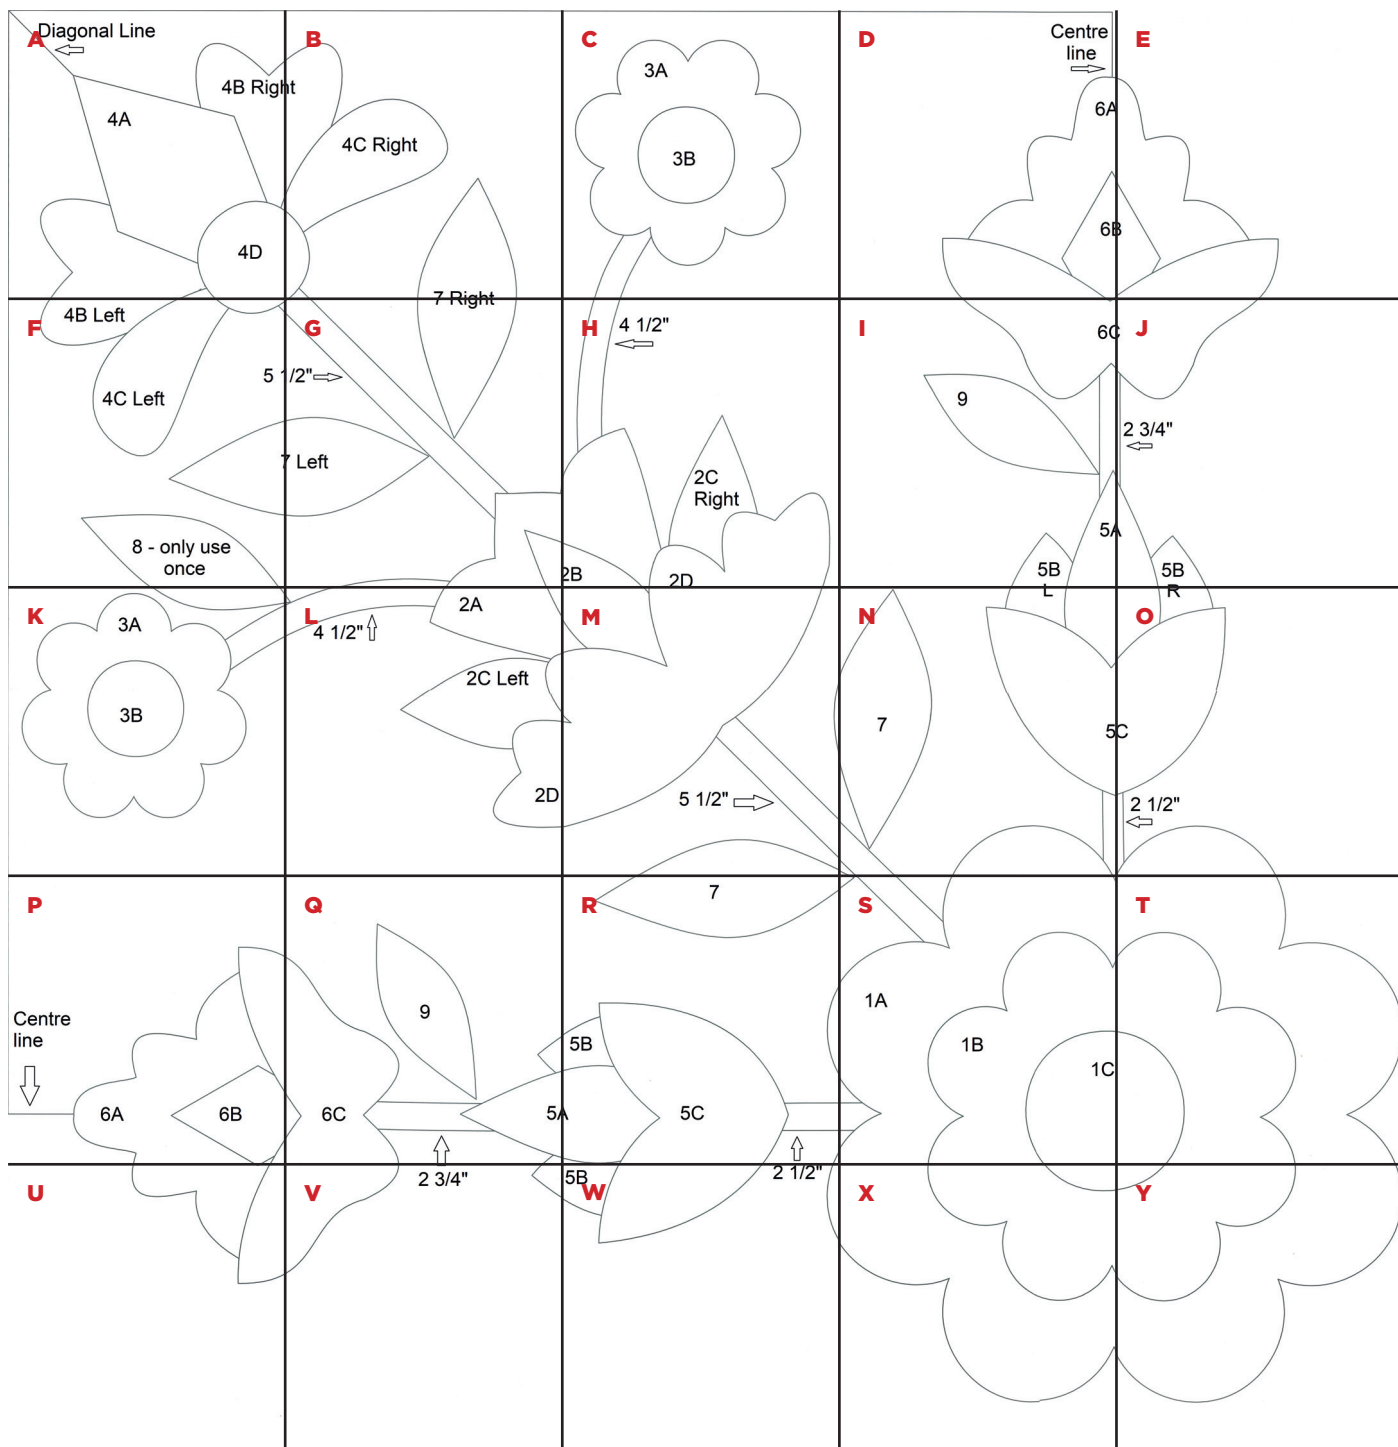 A
Diagonal Line
B
C
D
Centre
line
E
4B Right
3A
4A
6A
4C Right
3B
4D
6B
7 Right
4B Left
F
G
H
4 1/2"
I
6C
J
5 1/2"
4C Left
9
2 3/4"
7 Left
2C
Right
5A
8 - only use
once
2B
2D
5B
L
5B
R
K
3A
L
4 1/2"
2A
M
N
O
2C Left
3B
7
5C
2D
5 1/2"
2 1/2"
P
Q
R
7
S
T
1A
Centre
line
9
5B
1B
1C
6A
6B
6C
5A
5C
2 3/4"
5B
2 1/2"
U
V
W
X
Y